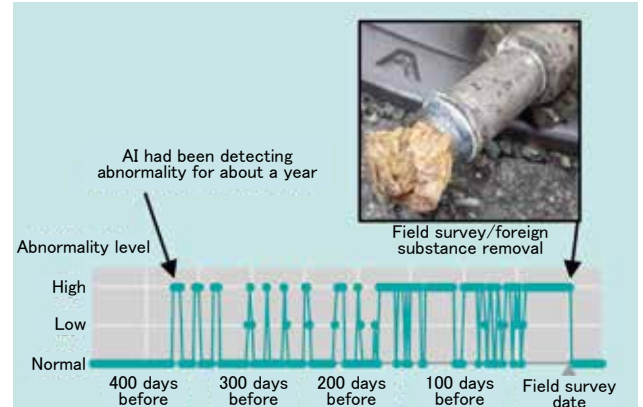 AI had been detecting
abnormality for about a year
Field survey/foreign
substance removal
Abnormality level
High
Low
Normal
400 days
before
300 days
before
200 days
before
100 days
before
Field survey
date